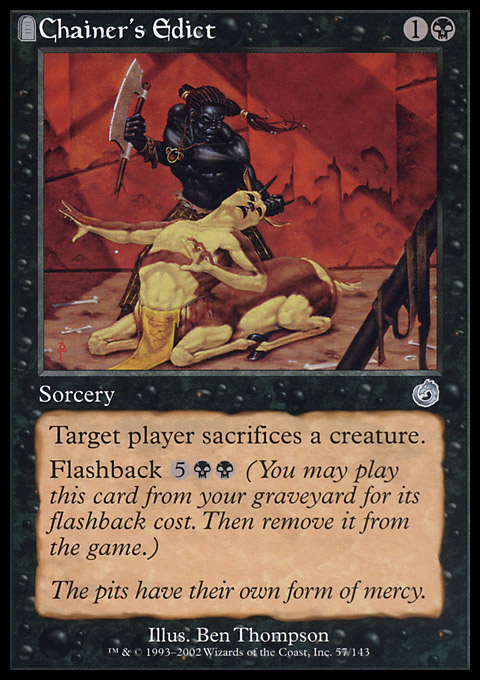 Chainer's Edict 1
Sorcery
Target player sacrifices a creature.
Flashback 5 (You may play
this card from your graveyard for its
flashback cost. Then remove it from
the game.)
The pits have their own form of mercy.
Illus. Ben Thompson
™ & © 1993–2002 Wizards of the Coast, Inc. 57/143